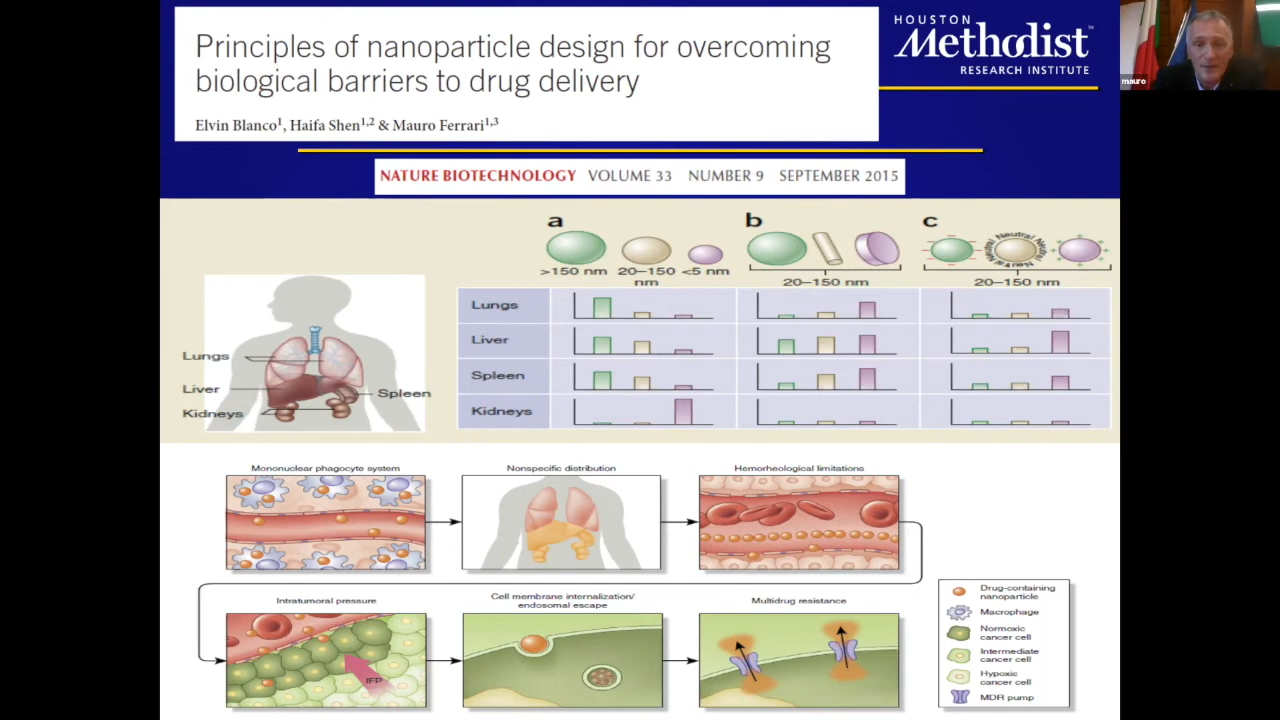 Principles of nanoparticle design for overcoming
biological barriers to drug delivery
Elvin Blanco1, Haifa Shen1,2 & Mauro Ferrari1,3
HOUSTON
Methodist
RESEARCH INSTITUTE
mauro
NATURE BIOTECHNOLOGY VOLUME 33 NUMBER 9 SEPTEMBER 2015
a
b
c
>150 nm 20–150 nm <5 nm
20–150 nm
Neutral Neutral Neutral
20–150 nm
Lungs
Liver
Spleen
Kidneys
Lungs
Liver
Kidneys
Spleen
Mononuclear phagocyte system
Nonspecific distribution
Hemorheological limitations
Intratumoral pressure
IFP
Cell membrane internalization/
endosomal escape
Multidrug resistance
Drug-containing
nanoparticle
Macrophage
Normoxic
cancer cell
Intermediate
cancer cell
Hypoxic
cancer cell
MDR pump